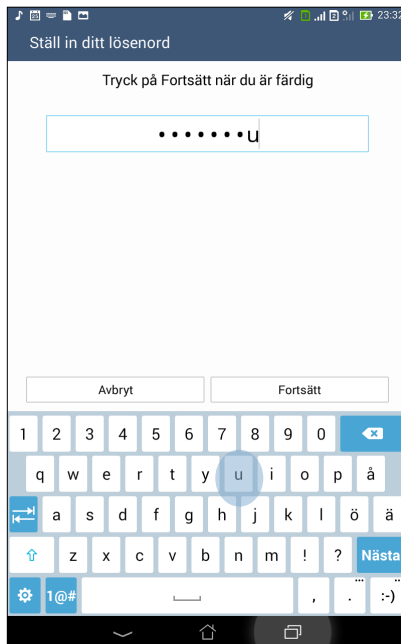 23:32
Ställ in ditt lösenord
Tryck på Fortsätt när du är färdig
•••••••u
Avbryt Fortsätt
1 2 3 4 5 6 7 8 9 0
q w e r t y u i o p å
a s d f g h j k l ö ä
z x c v b n m ! ? Nästa
1@# , . :-)